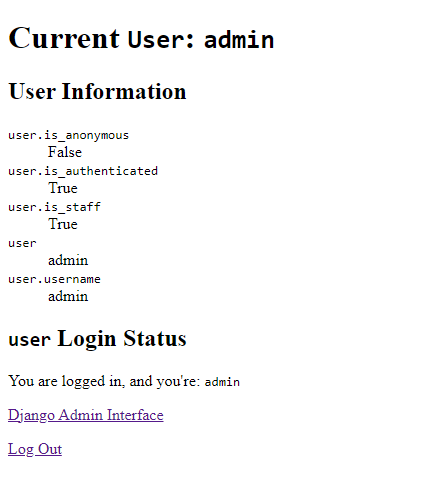 Current User: admin
User Information
user.is_anonymous
False
user.is_authenticated
True
user.is_staff
True
user
admin
user.username
admin
user Login Status
You are logged in, and you're: admin
Django Admin Interface
Log Out